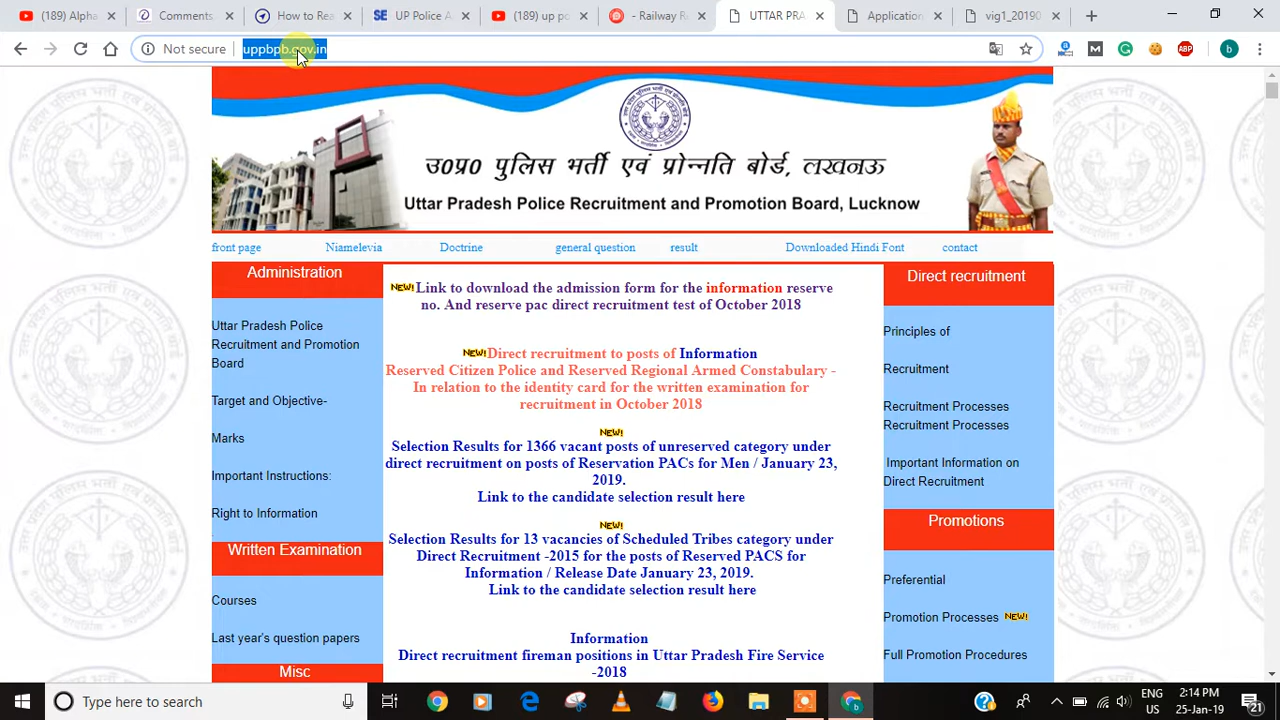 (189) Alpha
Comments
How to Rea
UP Police A
(189) up po
- Railway R
UTTAR PRA
Application
vig1_20190
Not secure
uppbpb.gov.in
उ0प्र0 पुलिस भर्ती एवं प्रोन्नति बोर्ड, लखनऊ
Uttar Pradesh Police Recruitment and Promotion Board, Lucknow
front page
Niamelevia
Doctrine
general question
result
Downloaded Hindi Font
contact
Administration
Uttar Pradesh Police
Recruitment and Promotion
Board
Target and Objective-
Marks
Important Instructions:
Right to Information
Written Examination
Courses
Last year's question papers
Misc
NEW! Link to download the admission form for the information reserve
no. And reserve pac direct recruitment test of October 2018
NEW! Direct recruitment to posts of Information
Reserved Citizen Police and Reserved Regional Armed Constabulary -
In relation to the identity card for the written examination for
recruitment in October 2018
NEW!
Selection Results for 1366 vacant posts of unreserved category under
direct recruitment on posts of Reservation PACs for Men / January 23,
2019.
Link to the candidate selection result here
NEW!
Selection Results for 13 vacancies of Scheduled Tribes category under
Direct Recruitment -2015 for the posts of Reserved PACS for
Information / Release Date January 23, 2019.
Link to the candidate selection result here
Information
Direct recruitment fireman positions in Uttar Pradesh Fire Service
-2018
Direct recruitment
Principles of
Recruitment
Recruitment Processes
Recruitment Processes
Important Information on
Direct Recruitment
Promotions
Preferential
Promotion Processes NEW!
Full Promotion Procedures
Type here to search
ENG
US
2:14 PM
25-Jan-19
21